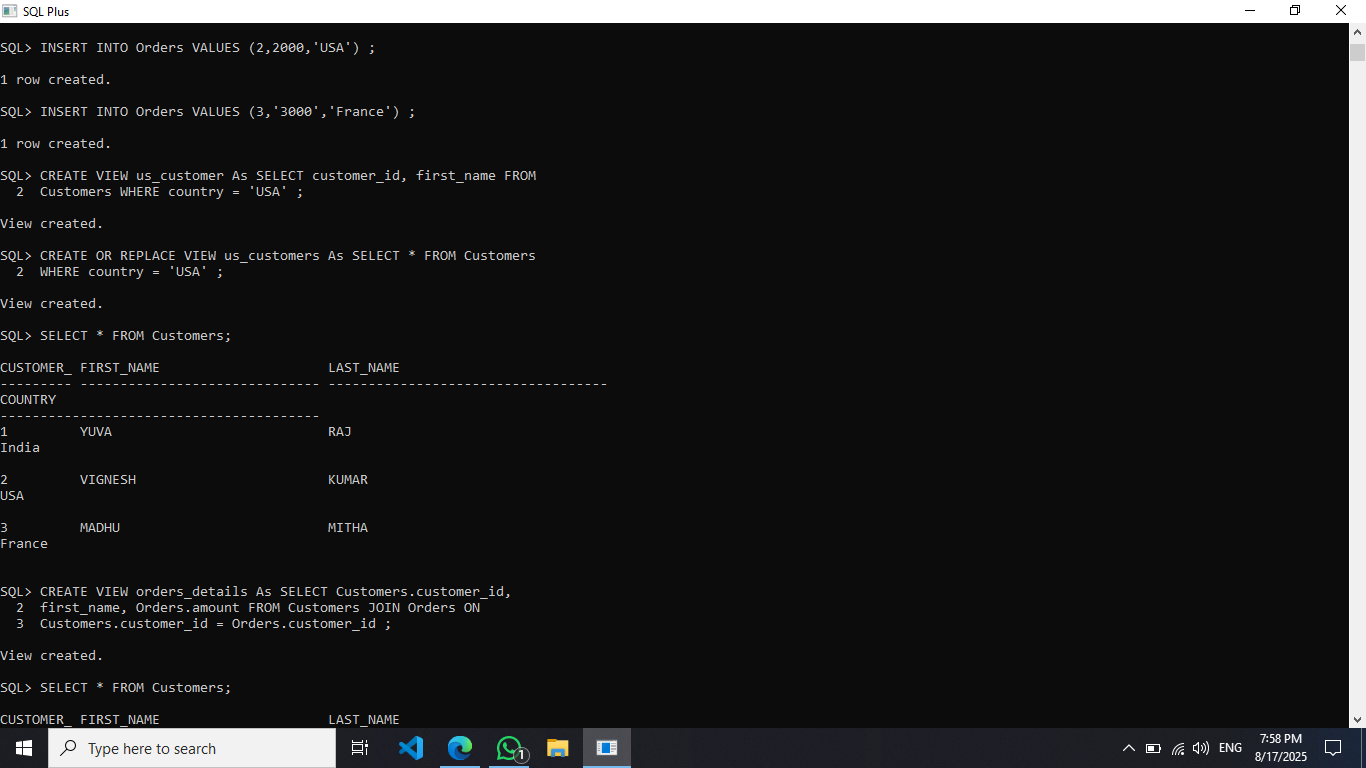 SQL Plus
SQL> INSERT INTO Orders VALUES (2,2000,'USA') ;
1 row created.
SQL> INSERT INTO Orders VALUES (3,'3000','France') ;
1 row created.
SQL> CREATE VIEW us_customer As SELECT customer_id, first_name FROM
  2  Customers WHERE country = 'USA' ;
View created.
SQL> CREATE OR REPLACE VIEW us_customers As SELECT * FROM Customers
  2  WHERE country = 'USA' ;
View created.
SQL> SELECT * FROM Customers;
CUSTOMER_ FIRST_NAME                     LAST_NAME
--------- ------------------------------ -----------------------------------
COUNTRY
----------------------------------------
1         YUVA                           RAJ
India
2         VIGNESH                        KUMAR
USA
3         MADHU                          MITHA
France
SQL> CREATE VIEW orders_details As SELECT Customers.customer_id,
  2  first_name, Orders.amount FROM Customers JOIN Orders ON
  3  Customers.customer_id = Orders.customer_id ;
View created.
SQL> SELECT * FROM Customers;
CUSTOMER_ FIRST_NAME                     LAST_NAME
Type here to search
1
ENG
7:58 PM
8/17/2025